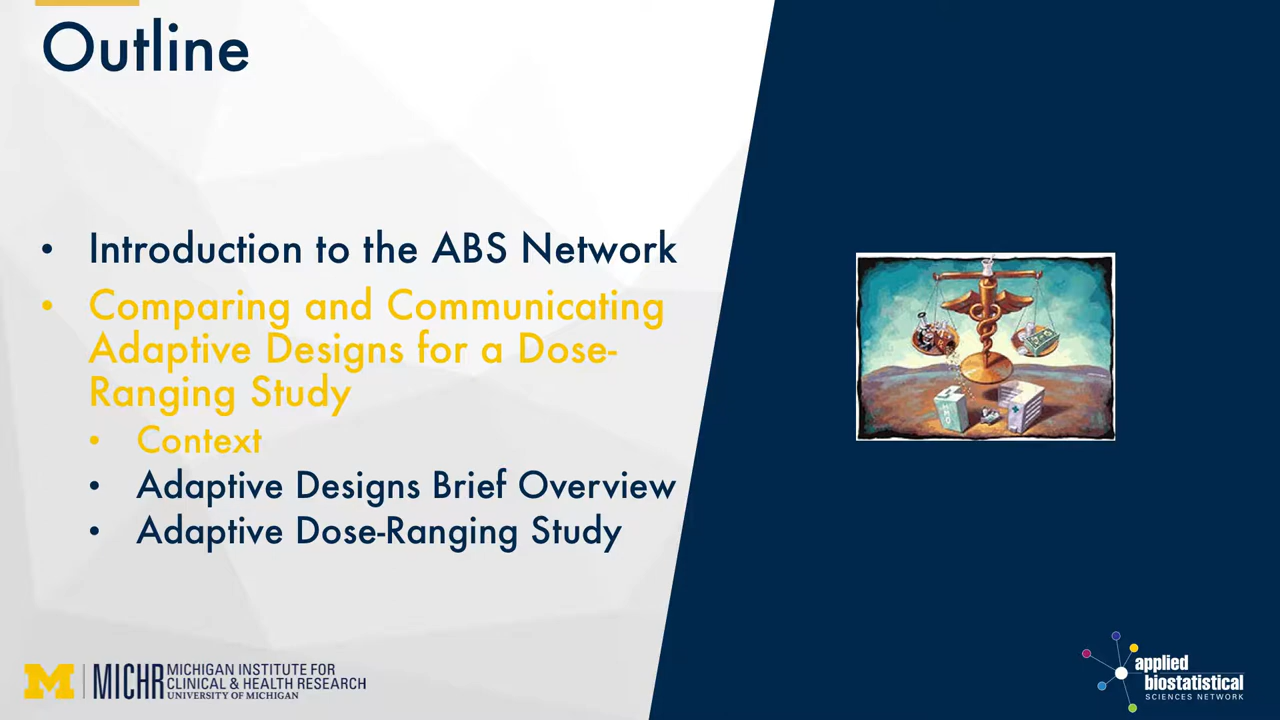 Outline
• Introduction to the ABS Network
• Comparing and Communicating
Adaptive Designs for a Dose-
Ranging Study
• Context
• Adaptive Designs Brief Overview
• Adaptive Dose-Ranging Study
HMO
M MICHR MICHIGAN INSTITUTE FOR
CLINICAL & HEALTH RESEARCH
UNIVERSITY OF MICHIGAN
applied
biostatistical
SCIENCES NETWORK